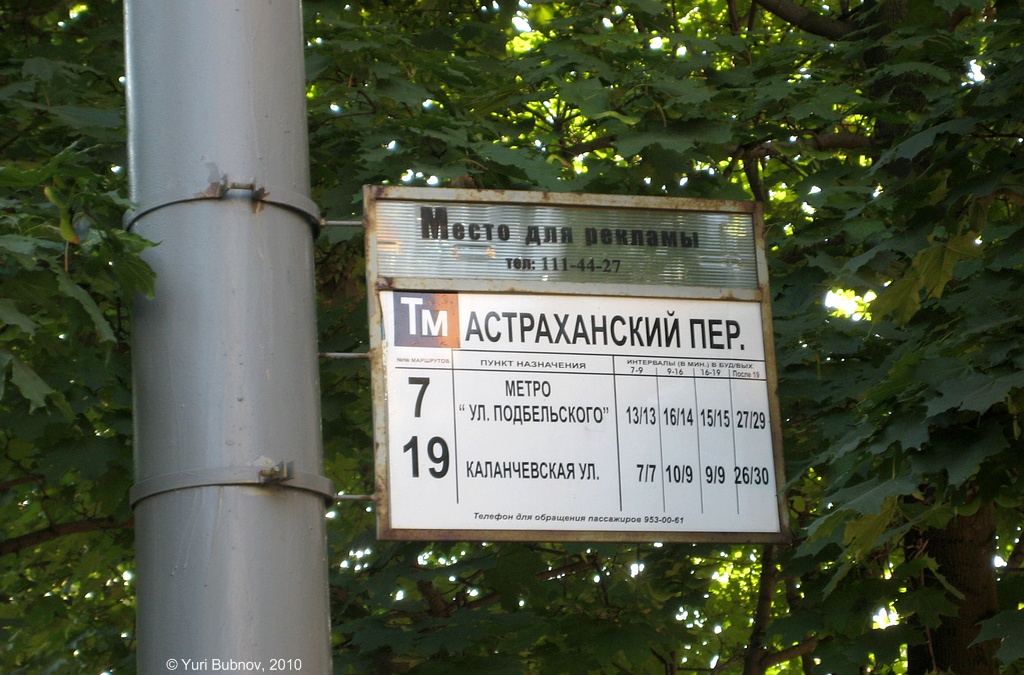 Место для рекламы
тел: 111-44-27
Тм АСТРАХАНСКИЙ ПЕР.
№№ МАРШРУТОВ ПУНКТ НАЗНАЧЕНИЯ ИНТЕРВАЛЫ (В МИН.) В БУД/ВЫХ
7-9 9-16 16-19 После 19
7 МЕТРО
“ УЛ. ПОДБЕЛЬСКОГО” 13/13 16/14 15/15 27/29
19 КАЛАНЧЕВСКАЯ УЛ. 7/7 10/9 9/9 26/30
Телефон для обращения пассажиров 953-00-61
© Yuri Bubnov, 2010